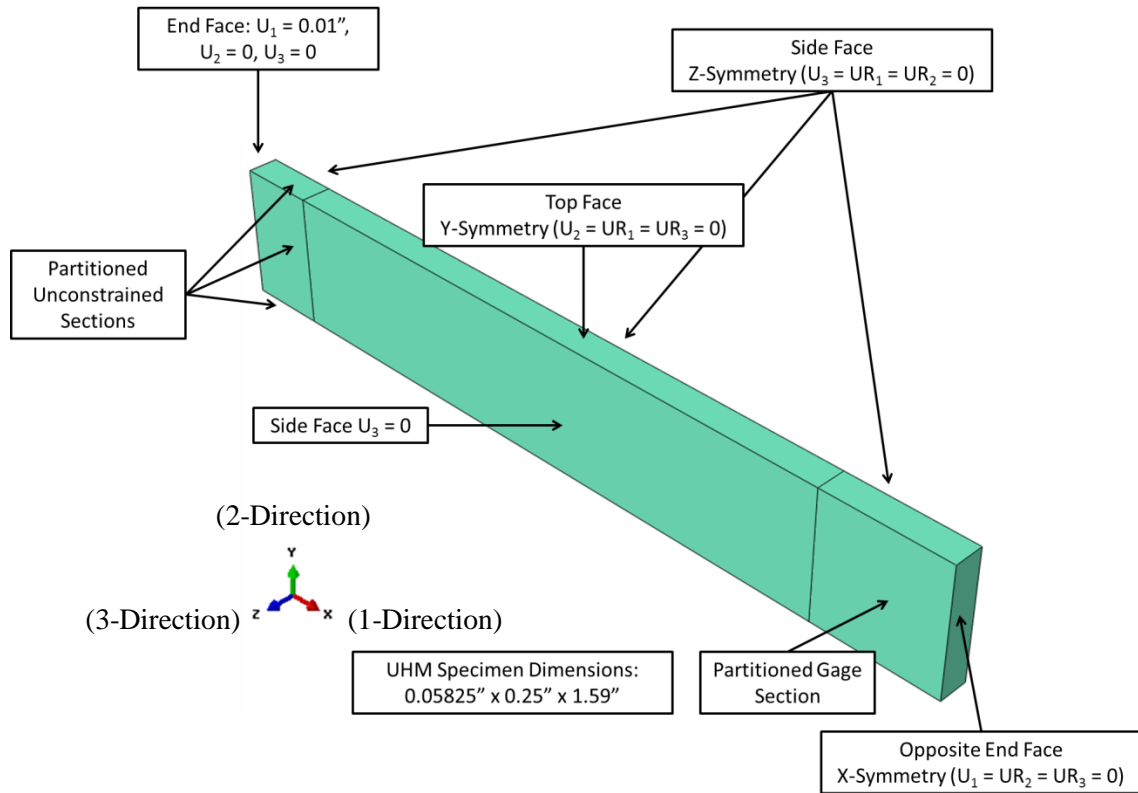 End Face: U₁ = 0.01”,
U₂ = 0, U₃ = 0
Side Face
Z-Symmetry (U₃ = UR₁ = UR₂ = 0)
Top Face
Y-Symmetry (U₂ = UR₁ = UR₃ = 0)
Partitioned
Unconstrained
Sections
Side Face U₃ = 0
(2-Direction)
Y
(3-Direction)
Z
X
(1-Direction)
UHM Specimen Dimensions:
0.05825” x 0.25” x 1.59”
Partitioned Gage
Section
Opposite End Face
X-Symmetry (U₁ = UR₂ = UR₃ = 0)